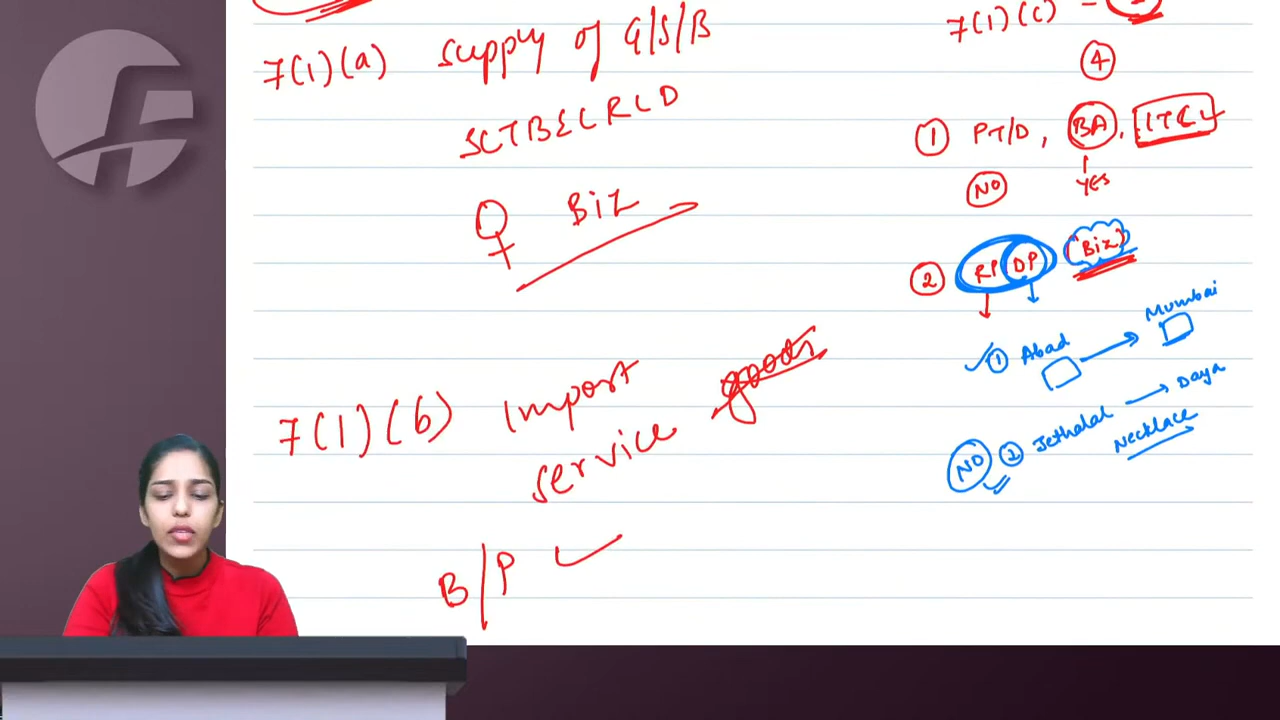 7(1)(a) supply of G/S/B
SCTBELRLD
Biz
7(1)(b) Import
service goods
B/P
7(1)(c) -
4
1 PT/D, BA, ITC
NO YES
2 RP DP (Biz)
1 Abad Mumbai
NO 2 Jethalal Daya
Necklace